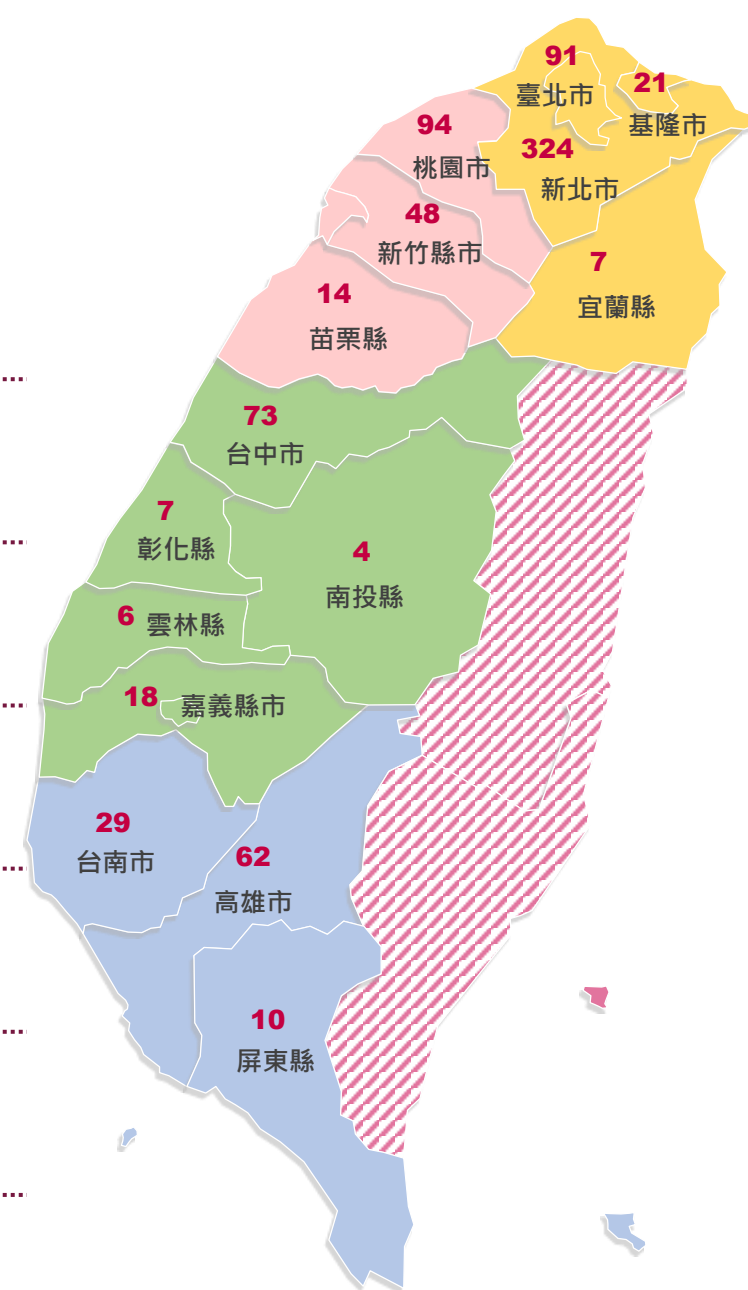 91
臺北市
21
基隆市
94
桃園市
324
新北市
48
新竹縣市
7
宜蘭縣
14
苗栗縣
73
台中市
7
彰化縣
4
南投縣
6 雲林縣
18 嘉義縣市
29
台南市
62
高雄市
10
屏東縣